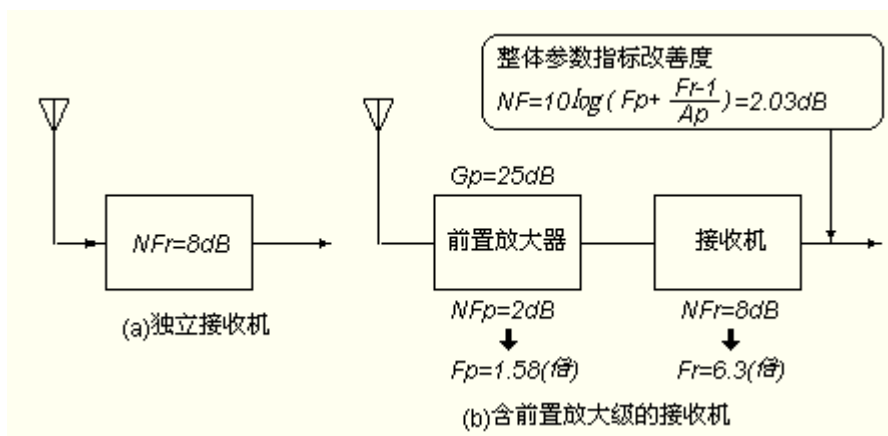 整体参数指标改善度
NF=10log(Fp+ Fr-1/Ap)=2.03dB
Gp=25dB
NFr=8dB
前置放大器
接收机
(a)独立接收机
NFp=2dB
NFr=8dB
Fp=1.58(倍)
Fr=6.3(倍)
(b)含前置放大级的接收机